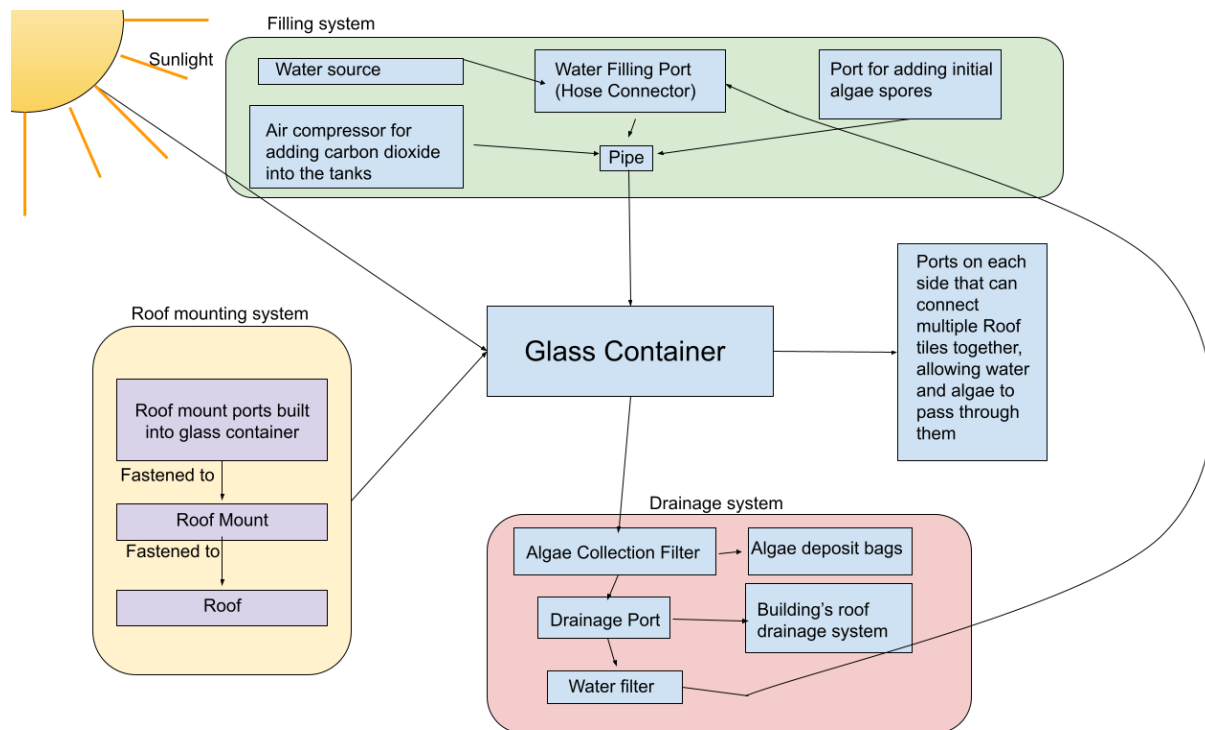 Filling system
Sunlight
Water source
Water Filling Port
(Hose Connector)
Port for adding initial
algae spores
Air compressor for
adding carbon dioxide
into the tanks
Pipe
Ports on each
side that can
connect
multiple Roof
tiles together,
allowing water
and algae to
pass through
them
Glass Container
Roof mounting system
Roof mount ports built
into glass container
Fastened to
Roof Mount
Fastened to
Roof
Drainage system
Algae Collection Filter
Algae deposit bags
Drainage Port
Building's roof
drainage system
Water filter